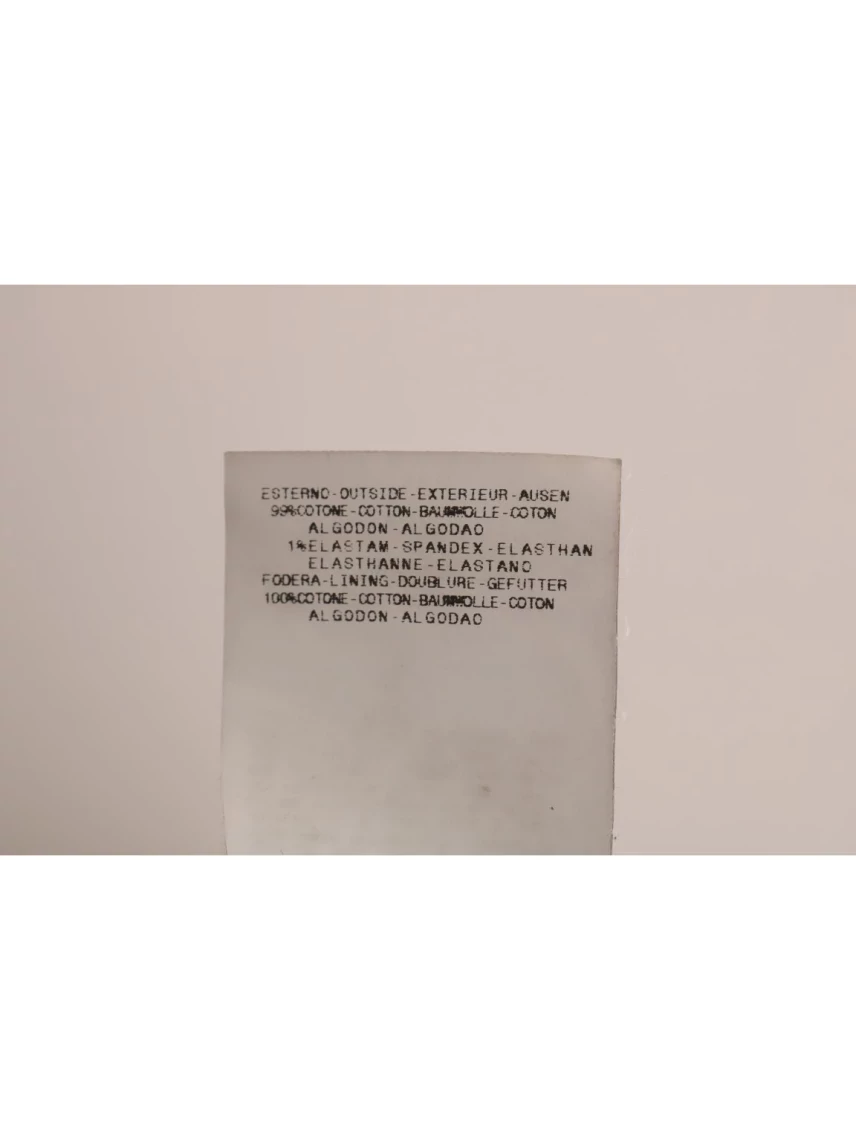 ESTERNO-OUTSIDE-EXTERIEUR-AUSEN
99%COTONE-COTTON-BAUMWOLLE-COTON
ALGODON-ALGODAO
1%ELASTAM-SPANDEX-ELASTHAN
ELASTHANNE-ELASTANO
FODERA-LINING-DOUBLURE-GEFUTTER
100%COTONE-COTTON-BAUMWOLLE-COTON
ALGODON-ALGODAO